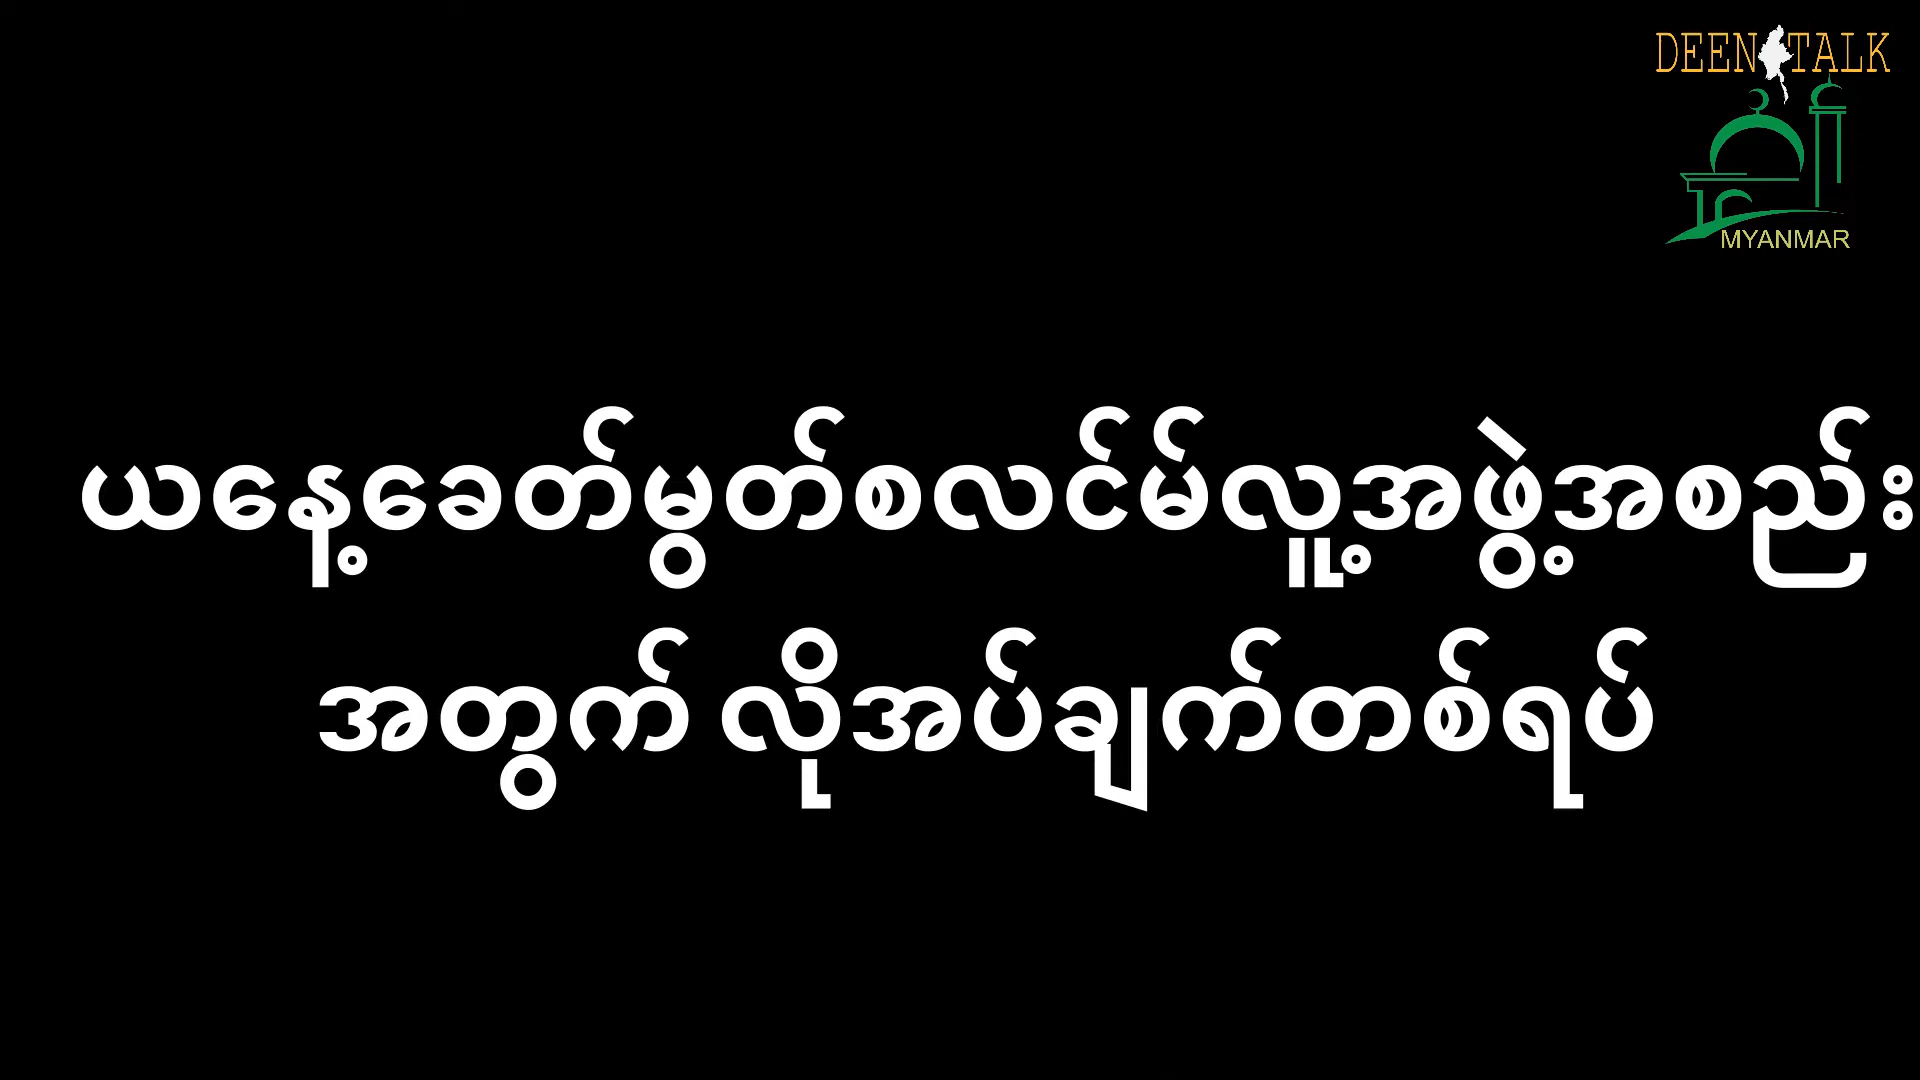 DEEN TALK
MYANMAR
ယနေ့ခေတ်မွတ်စလင်မ်လူ့အဖွဲ့အစည်း
အတွက် လိုအပ်ချက်တစ်ရပ်